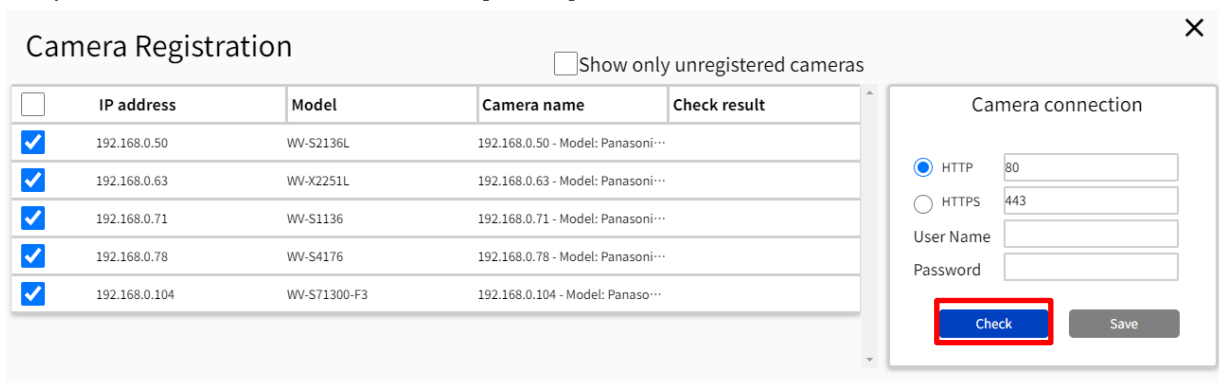 Camera Registration
Show only unregistered cameras
IP address Model Camera name Check result
192.168.0.50 WV-S2136L 192.168.0.50 - Model: Panasoni···
192.168.0.63 WV-X2251L 192.168.0.63 - Model: Panasoni···
192.168.0.71 WV-S1136 192.168.0.71 - Model: Panasoni···
192.168.0.78 WV-S4176 192.168.0.78 - Model: Panasoni···
192.168.0.104 WV-S71300-F3 192.168.0.104 - Model: Panaso···
Camera connection
HTTP 80
HTTPS 443
User Name
Password
Check Save